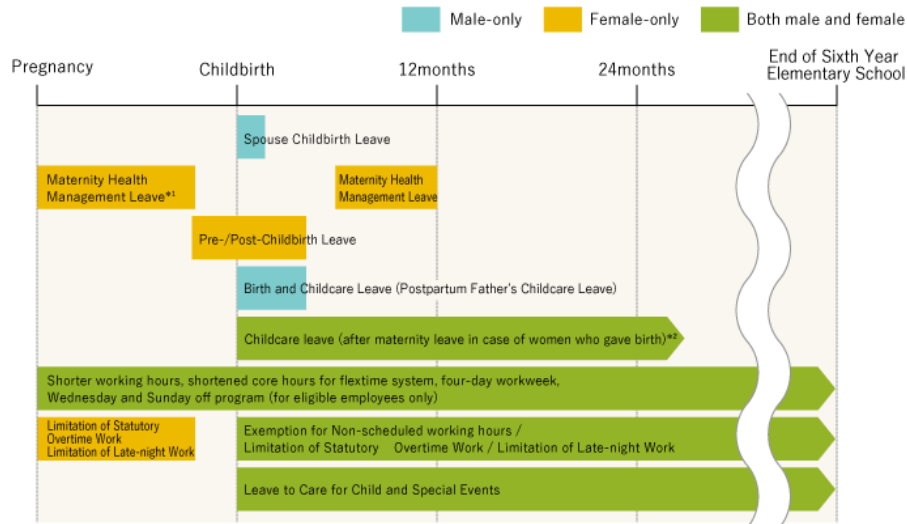 Male-only
Female-only
Both male and female
Pregnancy
Childbirth
12months
24months
End of Sixth Year
Elementary School
Spouse Childbirth Leave
Maternity Health
Management Leave*1
Maternity Health
Management Leave
Pre-/Post-Childbirth Leave
Birth and Childcare Leave (Postpartum Father's Childcare Leave)
Childcare leave (after maternity leave in case of women who gave birth)*2
Shorter working hours, shortened core hours for flextime system, four-day workweek,
Wednesday and Sunday off program (for eligible employees only)
Limitation of Statutory
Overtime Work
Limitation of Late-night Work
Exemption for Non-scheduled working hours /
Limitation of Statutory Overtime Work / Limitation of Late-night Work
Leave to Care for Child and Special Events